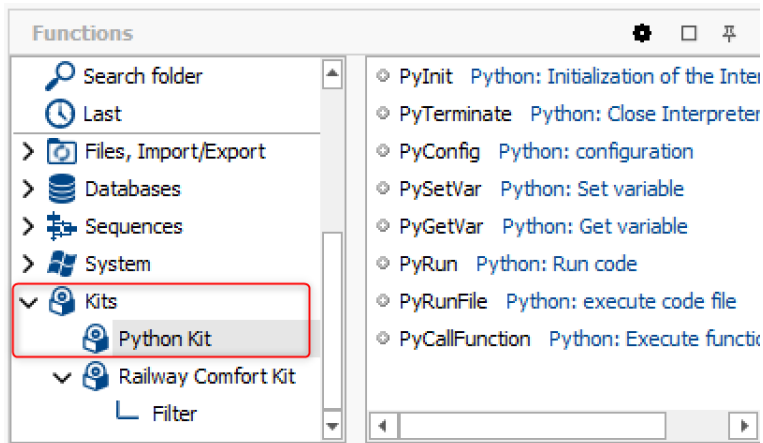 Functions
Search folder
Last
Files, Import/Export
Databases
Sequences
System
Kits
Python Kit
Railway Comfort Kit
Filter
PyInit Python: Initialization of the
PyTerminate Python: Close Interpreter
PyConfig Python: configuration
PySetVar Python: Set variable
PyGetVar Python: Get variable
PyRun Python: Run code
PyRunFile Python: execute code file
PyCallFunction Python: Execute